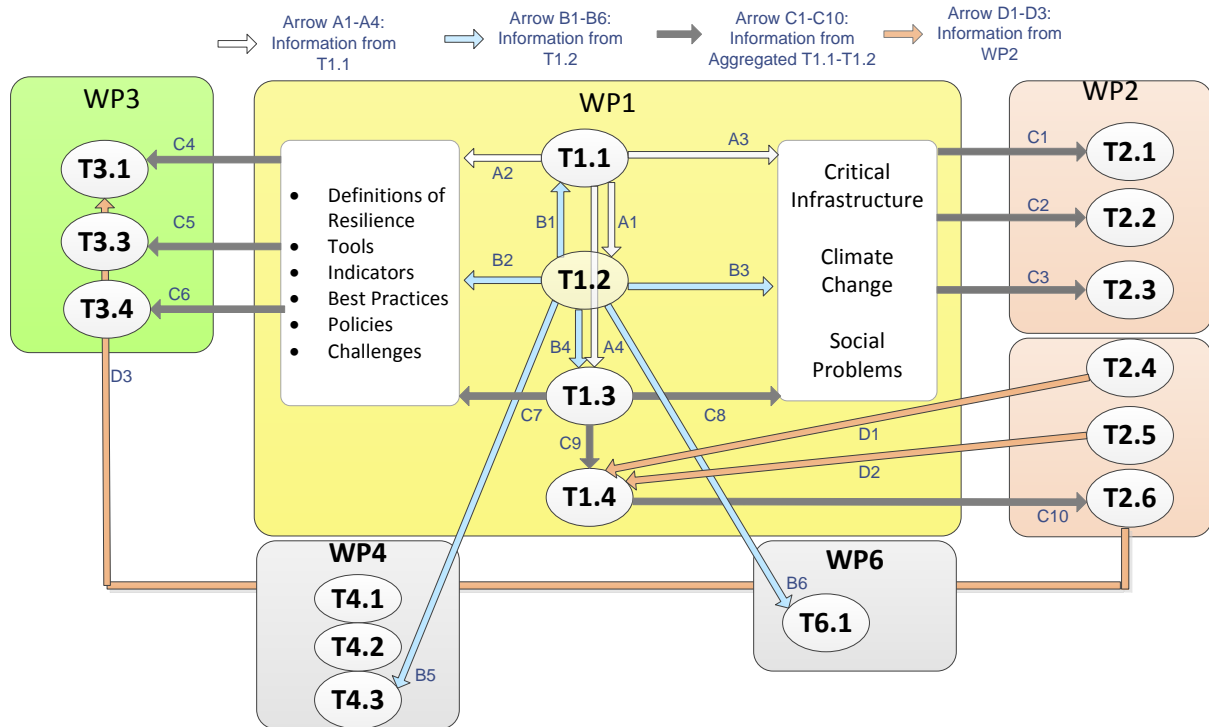 Arrow A1-A4:
Information from
T1.1
Arrow B1-B6:
Information from
T1.2
Arrow C1-C10:
Information from
Aggregated T1.1-T1.2
Arrow D1-D3:
Information from
WP2
WP3
T3.1
T3.3
T3.4
C4
C5
C6
D3
WP1
• Definitions of
Resilience
• Tools
• Indicators
• Best Practices
• Policies
• Challenges
T1.1
T1.2
T1.3
T1.4
A2
A3
B1
A1
B2
B3
B4
A4
C7
C8
C9
Critical
Infrastructure
Climate
Change
Social
Problems
D1
D2
C10
WP2
C1
T2.1
C2
T2.2
C3
T2.3
T2.4
T2.5
T2.6
WP4
T4.1
T4.2
T4.3
B5
WP6
B6
T6.1